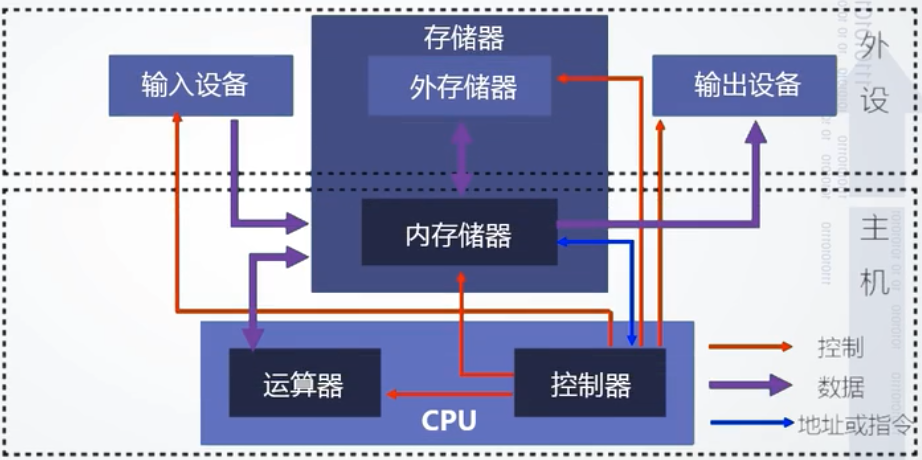 存储器
外
设
输入设备
外存储器
输出设备
内存储器
主
机
运算器
控制器
CPU
控制
数据
地址或指令